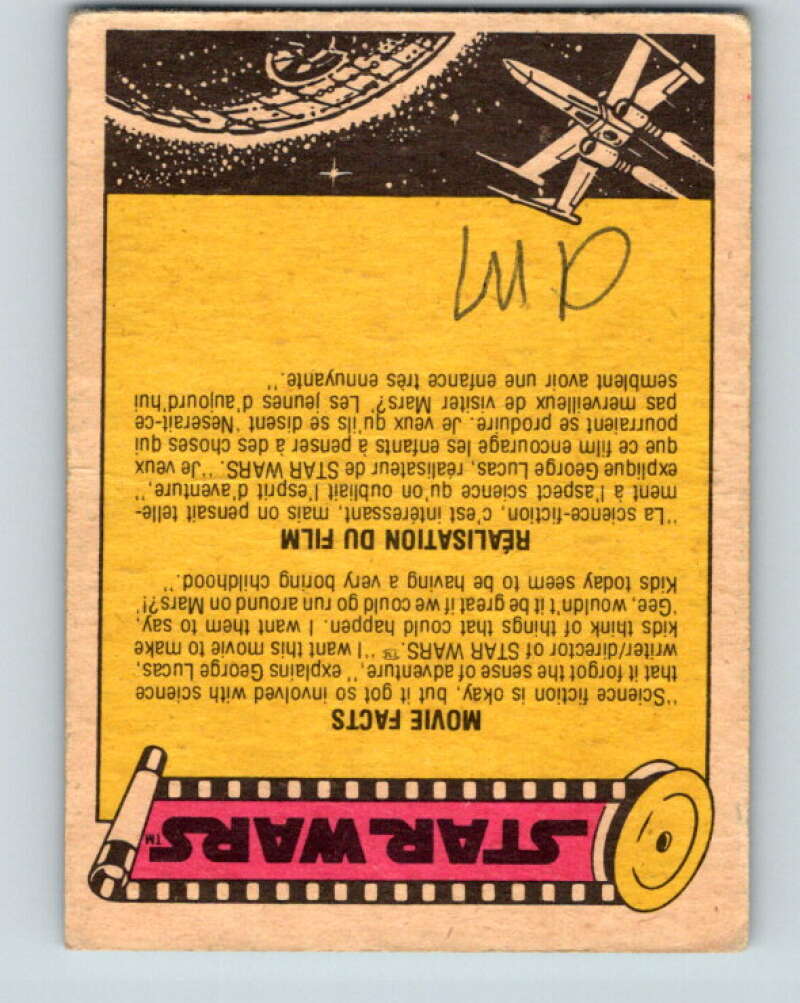 STAR WARS™
MOVIE FACTS
"Science fiction is okay, but it got so involved with science
that it forgot the sense of adventure," explains George Lucas,
writer/director of STAR WARS.™ "I want this movie to make
kids think of things that could happen. I want them to say,
'Gee, wouldn't it be great if we could go run around on Mars?!'
Kids today seem to be having a very boring childhood."
RÉALISATION DU FILM
"La science-fiction, c'est intéressant, mais on pensait telle-
ment à l'aspect science qu'on oubliait l'esprit d'aventure,"
explique George Lucas, réalisateur de STAR WARS. "Je veux
que ce film encourage les enfants à penser à des choses qui
pourraient se produire. Je veux qu'ils se disent 'Neserait-ce
pas merveilleux de visiter Mars?' Les jeunes d'aujourd'hui
semblent avoir une enfance très ennuyante."